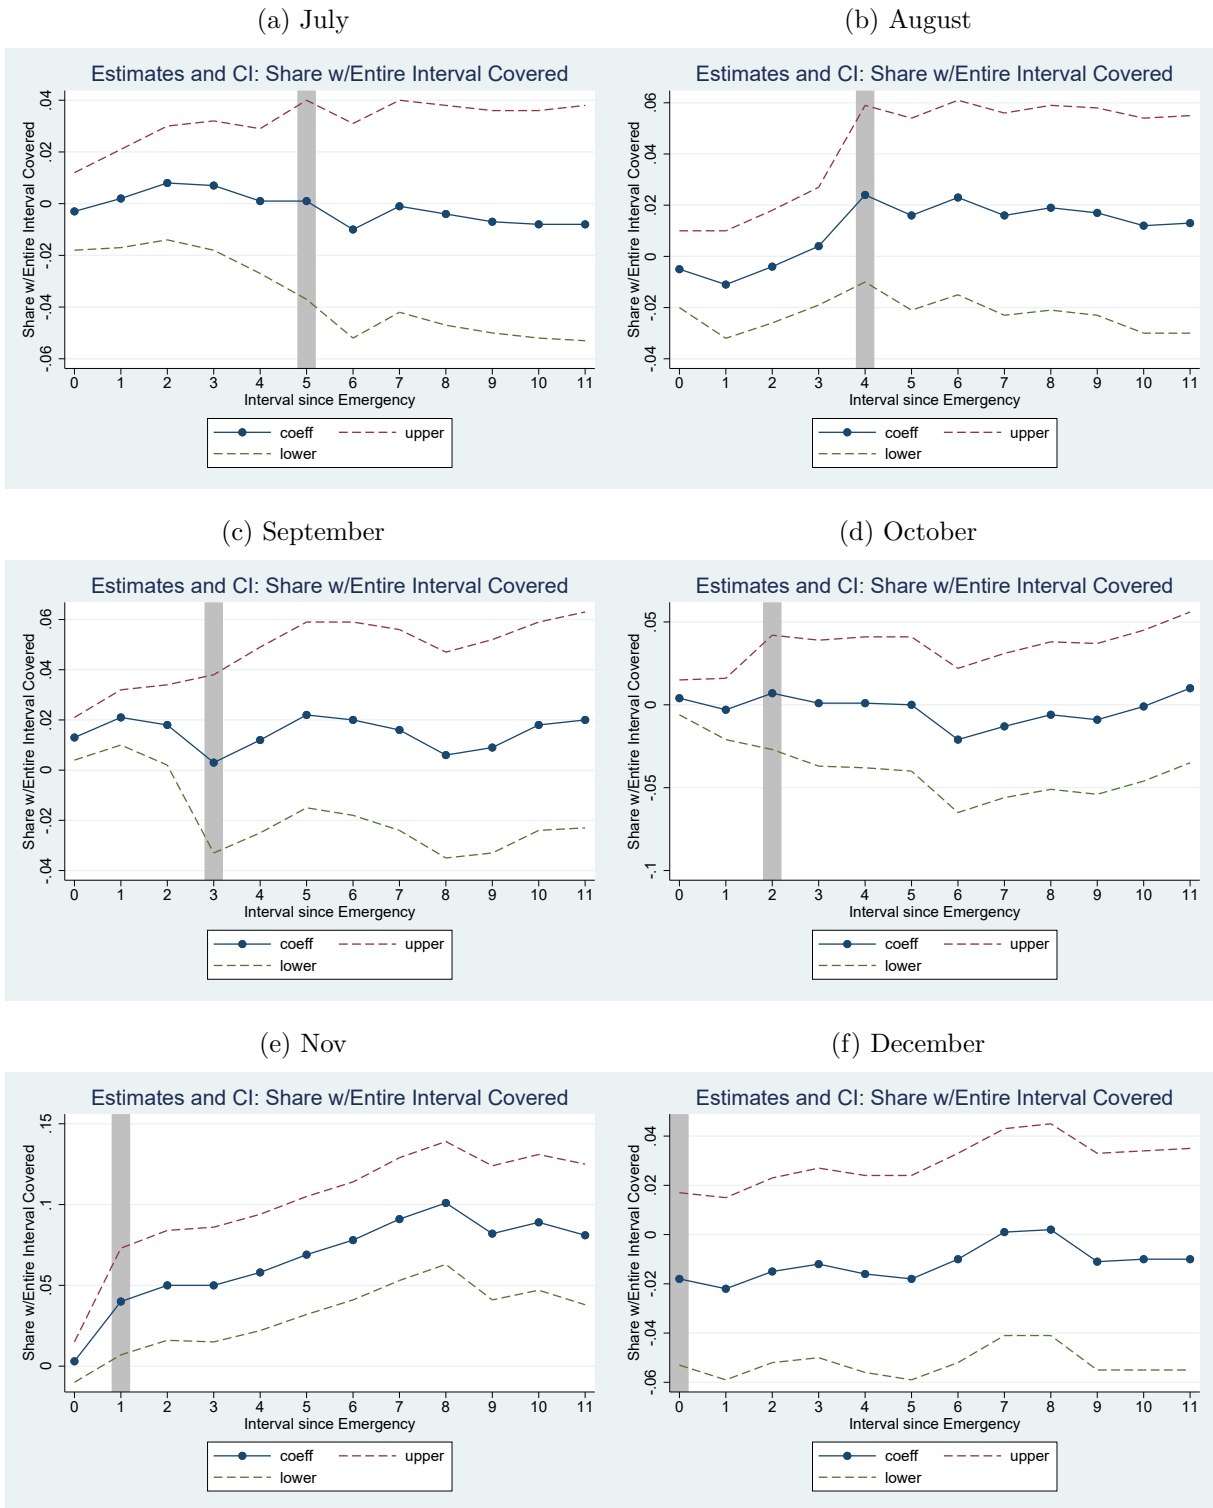 (a) July
Estimates and CI: Share w/Entire Interval Covered
Share w/Entire Interval Covered
.04
.02
0
-.02
-.04
-.06
0 1 2 3 4 5 6 7 8 9 10 11
Interval since Emergency
coeff upper
lower
(b) August
Estimates and CI: Share w/Entire Interval Covered
Share w/Entire Interval Covered
.06
.04
.02
0
-.02
-.04
0 1 2 3 4 5 6 7 8 9 10 11
Interval since Emergency
coeff upper
lower
(c) September
Estimates and CI: Share w/Entire Interval Covered
Share w/Entire Interval Covered
.06
.04
.02
0
-.02
-.04
0 1 2 3 4 5 6 7 8 9 10 11
Interval since Emergency
coeff upper
lower
(d) October
Estimates and CI: Share w/Entire Interval Covered
Share w/Entire Interval Covered
.05
0
-.05
-.1
0 1 2 3 4 5 6 7 8 9 10 11
Interval since Emergency
coeff upper
lower
(e) Nov
Estimates and CI: Share w/Entire Interval Covered
Share w/Entire Interval Covered
.15
.1
.05
0
0 1 2 3 4 5 6 7 8 9 10 11
Interval since Emergency
coeff upper
lower
(f) December
Estimates and CI: Share w/Entire Interval Covered
Share w/Entire Interval Covered
.04
.02
0
-.02
-.04
-.06
0 1 2 3 4 5 6 7 8 9 10 11
Interval since Emergency
coeff upper
lower